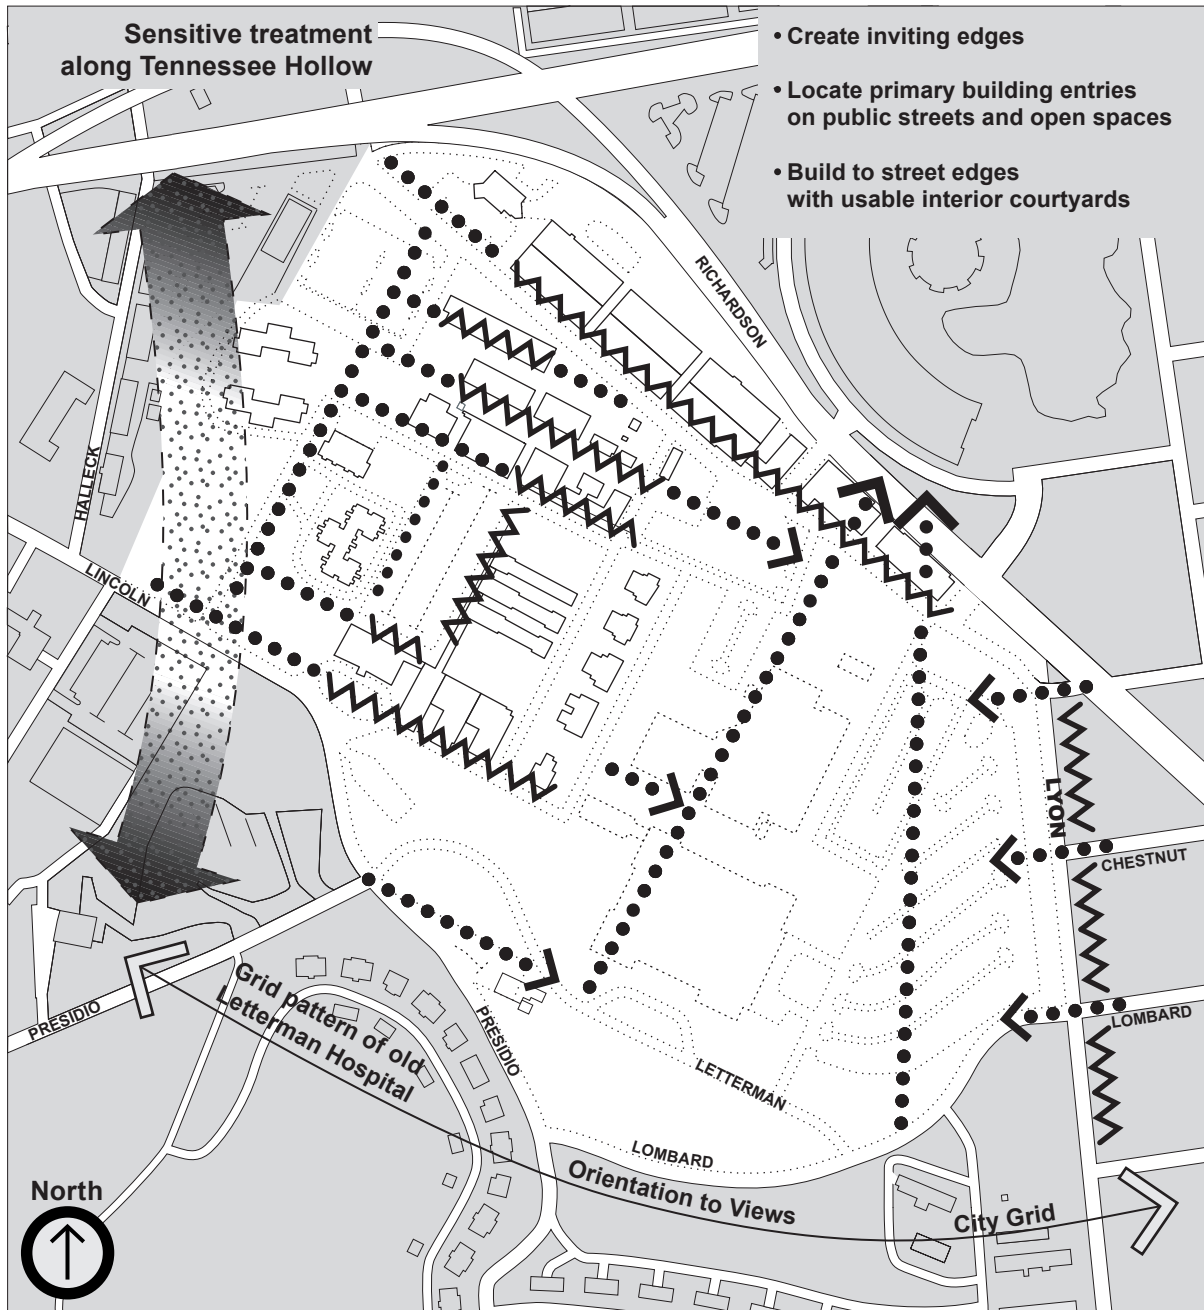 Sensitive treatment
along Tennessee Hollow
• Create inviting edges
• Locate primary building entries
on public streets and open spaces
• Build to street edges
with usable interior courtyards
RICHARDSON
HALLECK
LINCOLN
LYON
CHESTNUT
LOMBARD
PRESIDIO
Grid pattern of old
Letterman Hospital
PRESIDIO
LETTERMAN
LOMBARD
Orientation to Views
City Grid
North